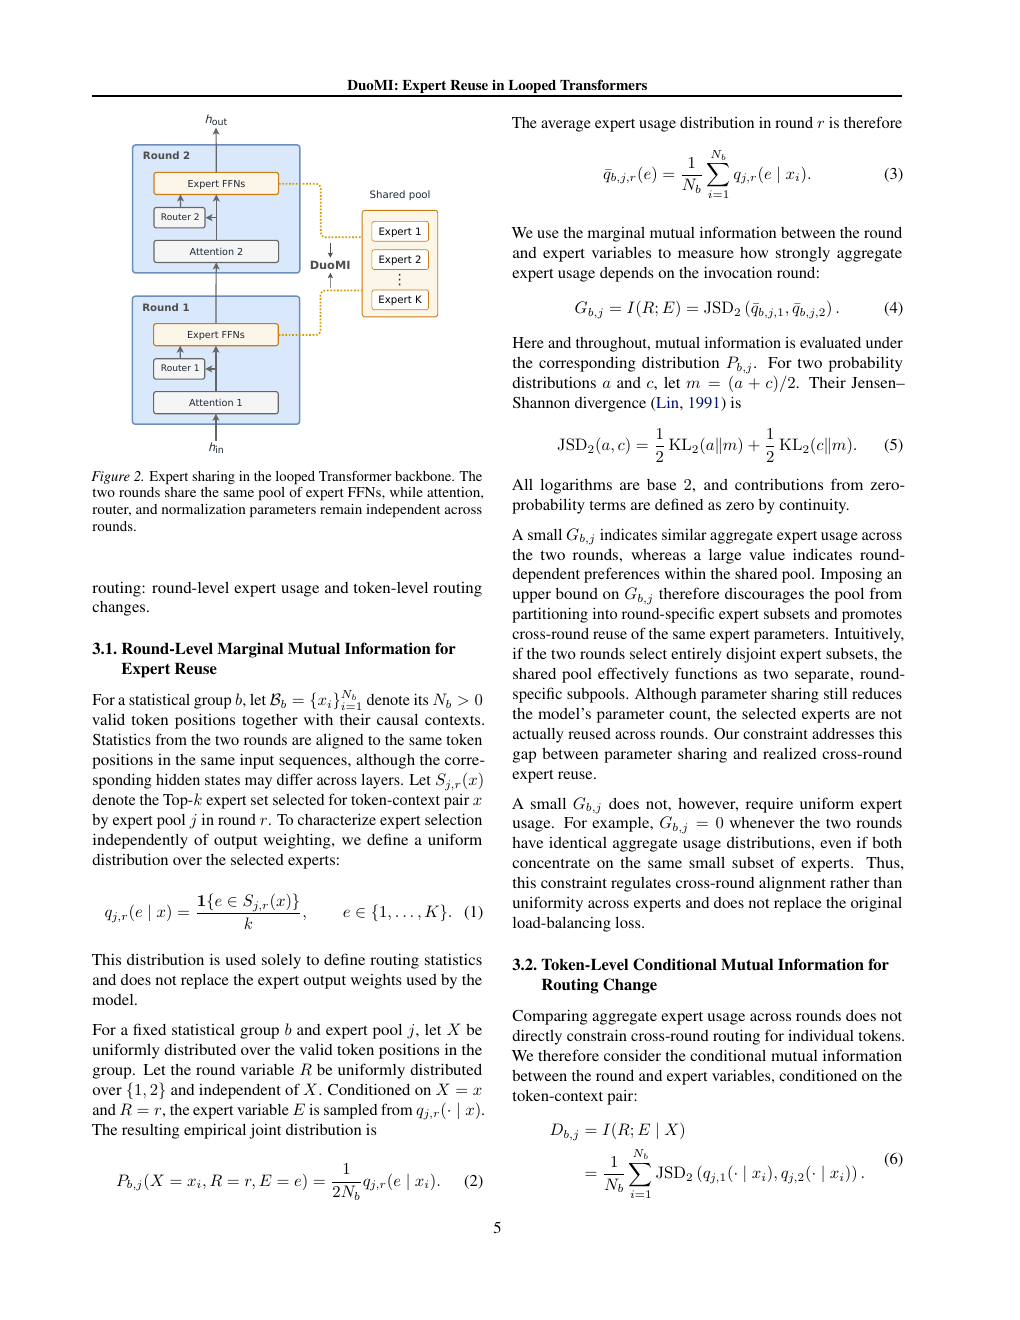 DuoMI: Expert Reuse in Looped Transformers
h_out
Round 2
Expert FFNs
Router 2
Attention 2
Round 1
Expert FFNs
Router 1
Attention 1
h_in
DuoMI
Shared pool
Expert 1
Expert 2
⋮
Expert K
Figure 2. Expert sharing in the looped Transformer backbone. The
two rounds share the same pool of expert FFNs, while attention,
router, and normalization parameters remain independent across
rounds.
routing: round-level expert usage and token-level routing
changes.
3.1. Round-Level Marginal Mutual Information for
Expert Reuse
For a statistical group b, let B_b = {x_i}_{i=1}^{N_b} denote its N_b > 0
valid token positions together with their causal contexts.
Statistics from the two rounds are aligned to the same token
positions in the same input sequences, although the corre-
sponding hidden states may differ across layers. Let S_{j,r}(x)
denote the Top-k expert set selected for token-context pair x
by expert pool j in round r. To characterize expert selection
independently of output weighting, we define a uniform
distribution over the selected experts:
q_{j,r}(e | x) = 1{e ∈ S_{j,r}(x)} / k, e ∈ {1, . . . , K}. (1)
This distribution is used solely to define routing statistics
and does not replace the expert output weights used by the
model.
For a fixed statistical group b and expert pool j, let X be
uniformly distributed over the valid token positions in the
group. Let the round variable R be uniformly distributed
over {1, 2} and independent of X. Conditioned on X = x
and R = r, the expert variable E is sampled from q_{j,r}(· | x).
The resulting empirical joint distribution is
P_{b,j}(X = x_i, R = r, E = e) = 1/(2N_b) q_{j,r}(e | x_i). (2)
The average expert usage distribution in round r is therefore
q̄_{b,j,r}(e) = 1/N_b ∑_{i=1}^{N_b} q_{j,r}(e | x_i). (3)
We use the marginal mutual information between the round
and expert variables to measure how strongly aggregate
expert usage depends on the invocation round:
G_{b,j} = I(R; E) = JSD_2 (q̄_{b,j,1}, q̄_{b,j,2}) . (4)
Here and throughout, mutual information is evaluated under
the corresponding distribution P_{b,j}. For two probability
distributions a and c, let m = (a + c)/2. Their Jensen–
Shannon divergence (Lin, 1991) is
JSD_2(a, c) = 1/2 KL_2(a‖m) + 1/2 KL_2(c‖m). (5)
All logarithms are base 2, and contributions from zero-
probability terms are defined as zero by continuity.
A small G_{b,j} indicates similar aggregate expert usage across
the two rounds, whereas a large value indicates round-
dependent preferences within the shared pool. Imposing an
upper bound on G_{b,j} therefore discourages the pool from
partitioning into round-specific expert subsets and promotes
cross-round reuse of the same expert parameters. Intuitively,
if the two rounds select entirely disjoint expert subsets, the
shared pool effectively functions as two separate, round-
specific subpools. Although parameter sharing still reduces
the model's parameter count, the selected experts are not
actually reused across rounds. Our constraint addresses this
gap between parameter sharing and realized cross-round
expert reuse.
A small G_{b,j} does not, however, require uniform expert
usage. For example, G_{b,j} = 0 whenever the two rounds
have identical aggregate usage distributions, even if both
concentrate on the same small subset of experts. Thus,
this constraint regulates cross-round alignment rather than
uniformity across experts and does not replace the original
load-balancing loss.
3.2. Token-Level Conditional Mutual Information for
Routing Change
Comparing aggregate expert usage across rounds does not
directly constrain cross-round routing for individual tokens.
We therefore consider the conditional mutual information
between the round and expert variables, conditioned on the
token-context pair:
D_{b,j} = I(R; E | X)
= 1/N_b ∑_{i=1}^{N_b} JSD_2 (q_{j,1}(· | x_i), q_{j,2}(· | x_i)) . (6)
5